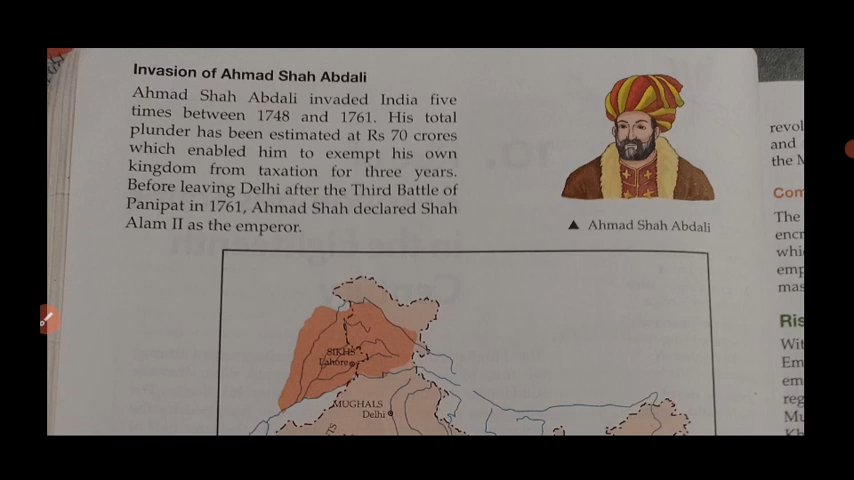 Invasion of Ahmad Shah Abdali
Ahmad Shah Abdali invaded India five
times between 1748 and 1761. His total
plunder has been estimated at Rs 70 crores
which enabled him to exempt his own
kingdom from taxation for three years.
Before leaving Delhi after the Third Battle of
Panipat in 1761, Ahmad Shah declared Shah
Alam II as the emperor.
▲ Ahmad Shah Abdali
SIKHS
Lahore
MUGHALS
Delhi
revol
and
the M
Com
The
encr
whi
emp
mas
Ris
Wit
Em
em
reg
Mu
Kh